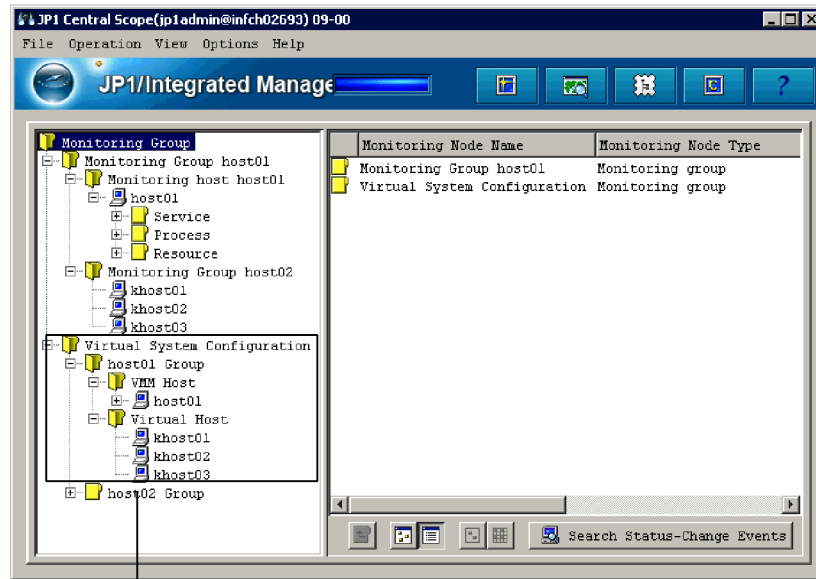 JP1 Central Scope(jp1admin@infch02693) 09-00
File Operation View Options Help
JP1/Integrated Manage
?
Monitoring Group
Monitoring Group host01
Monitoring host host01
host01
Service
Process
Resource
Monitoring Group host02
khost01
khost02
khost03
Virtual System Configuration
host01 Group
VMM Host
host01
Virtual Host
khost01
khost02
khost03
host02 Group
Monitoring Node Name Monitoring Node Type
Monitoring Group host01 Monitoring group
Virtual System Configuration Monitoring group
Search Status-Change Events